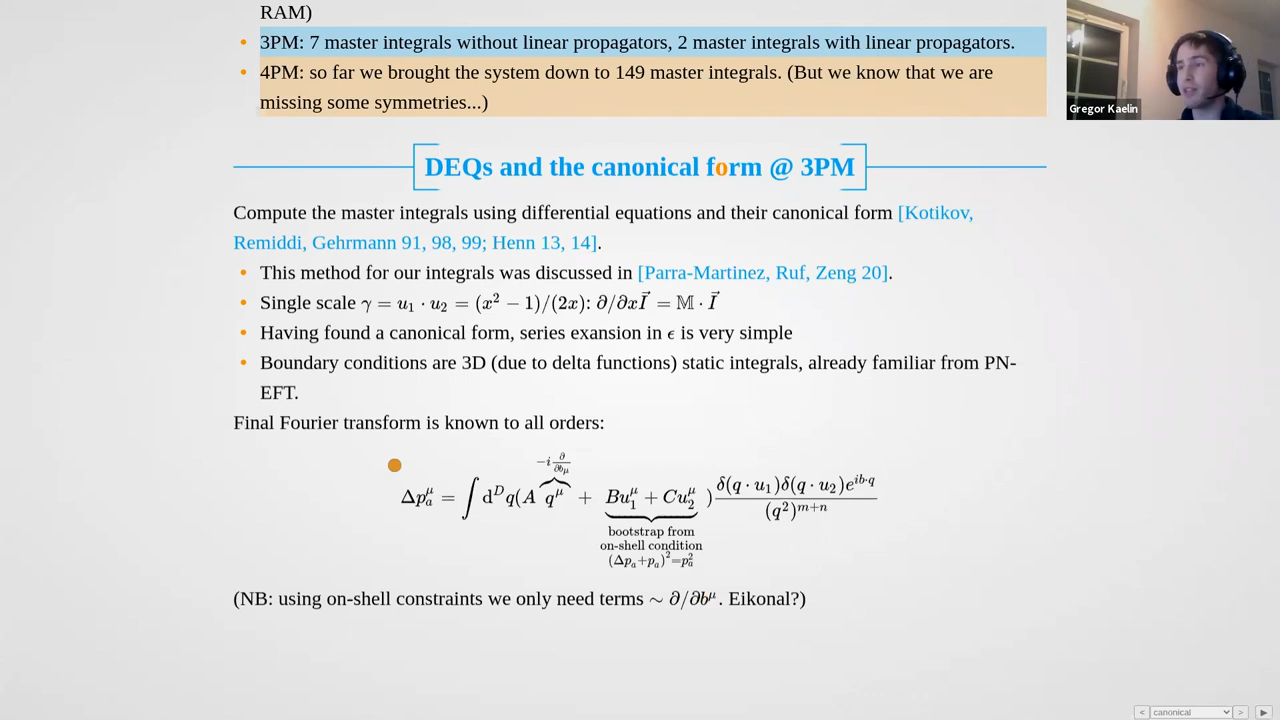 RAM)
• 3PM: 7 master integrals without linear propagators, 2 master integrals with linear propagators.
• 4PM: so far we brought the system down to 149 master integrals. (But we know that we are
missing some symmetries...)
Gregor Kaelin
DEQs and the canonical form @ 3PM
Compute the master integrals using differential equations and their canonical form [Kotikov,
Remiddi, Gehrmann 91, 98, 99; Henn 13, 14].
• This method for our integrals was discussed in [Parra-Martinez, Ruf, Zeng 20].
• Single scale γ = u₁ · u₂ = (x² − 1)/(2x): ∂/∂xI⃗ = 𝕄 · I⃗
• Having found a canonical form, series exansion in ϵ is very simple
• Boundary conditions are 3D (due to delta functions) static integrals, already familiar from PN-
EFT.
Final Fourier transform is known to all orders:
−i ∂/∂b_μ
Δp_a^μ = ∫ d^D q(A q^μ + Bu₁^μ + Cu₂^μ ) δ(q · u₁)δ(q · u₂)e^{ib·q} / (q²)^{m+n}
bootstrap from
on-shell condition
(Δp_a+p_a)²=p_a²
(NB: using on-shell constraints we only need terms ∼ ∂/∂b^μ. Eikonal?)
< canonical > ▶